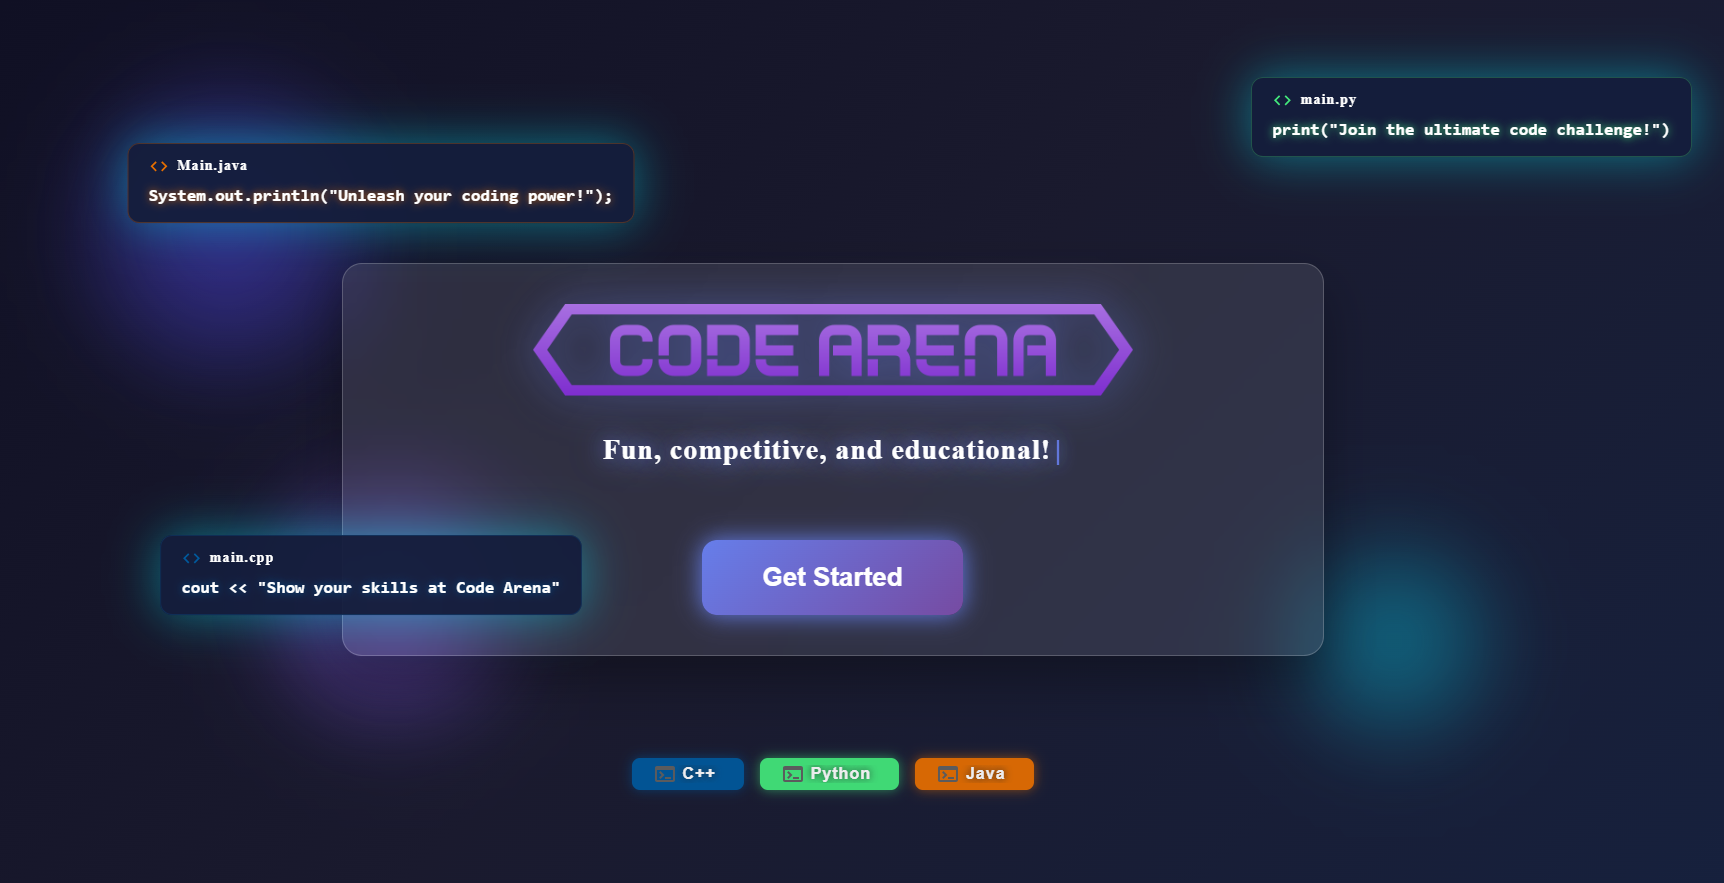 main.py
print("Join the ultimate code challenge!")
Main.java
System.out.println("Unleash your coding power!");
CODE ARENA
Fun, competitive, and educational!
main.cpp
cout << "Show your skills at Code Arena"
Get Started
C++
Python
Java